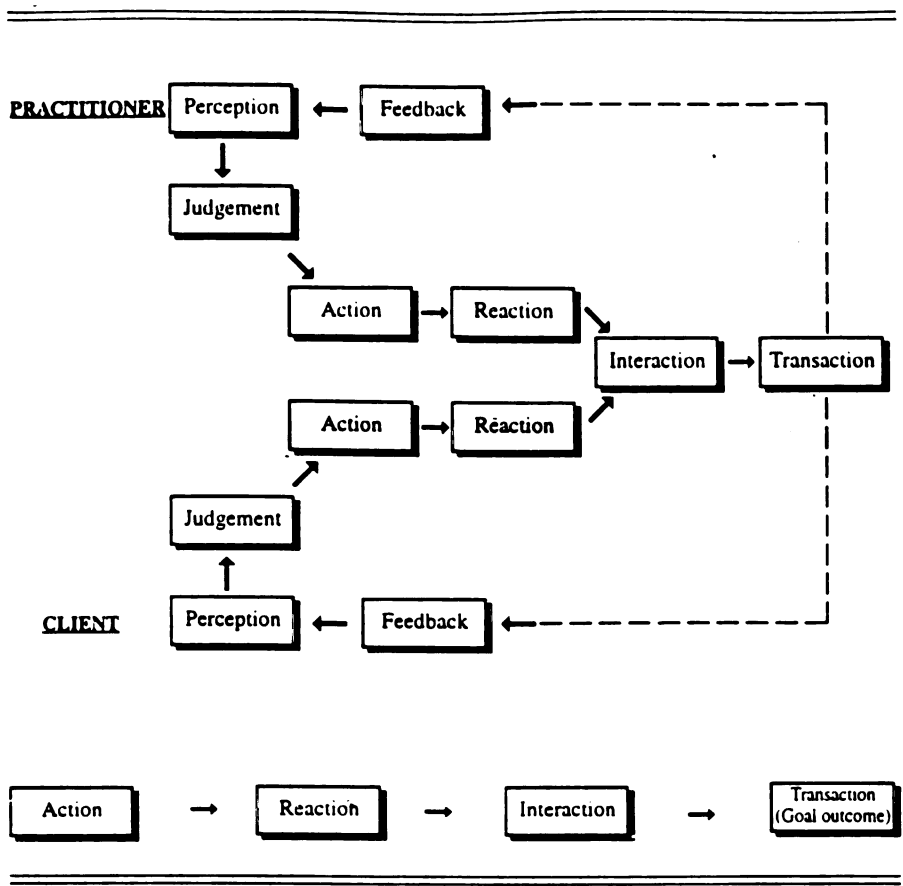 PRACTITIONER
Perception
Feedback
Judgement
Action
Reaction
Interaction
Transaction
Action
Reaction
Judgement
CLIENT
Perception
Feedback
Action
Reaction
Interaction
Transaction
(Goal outcome)